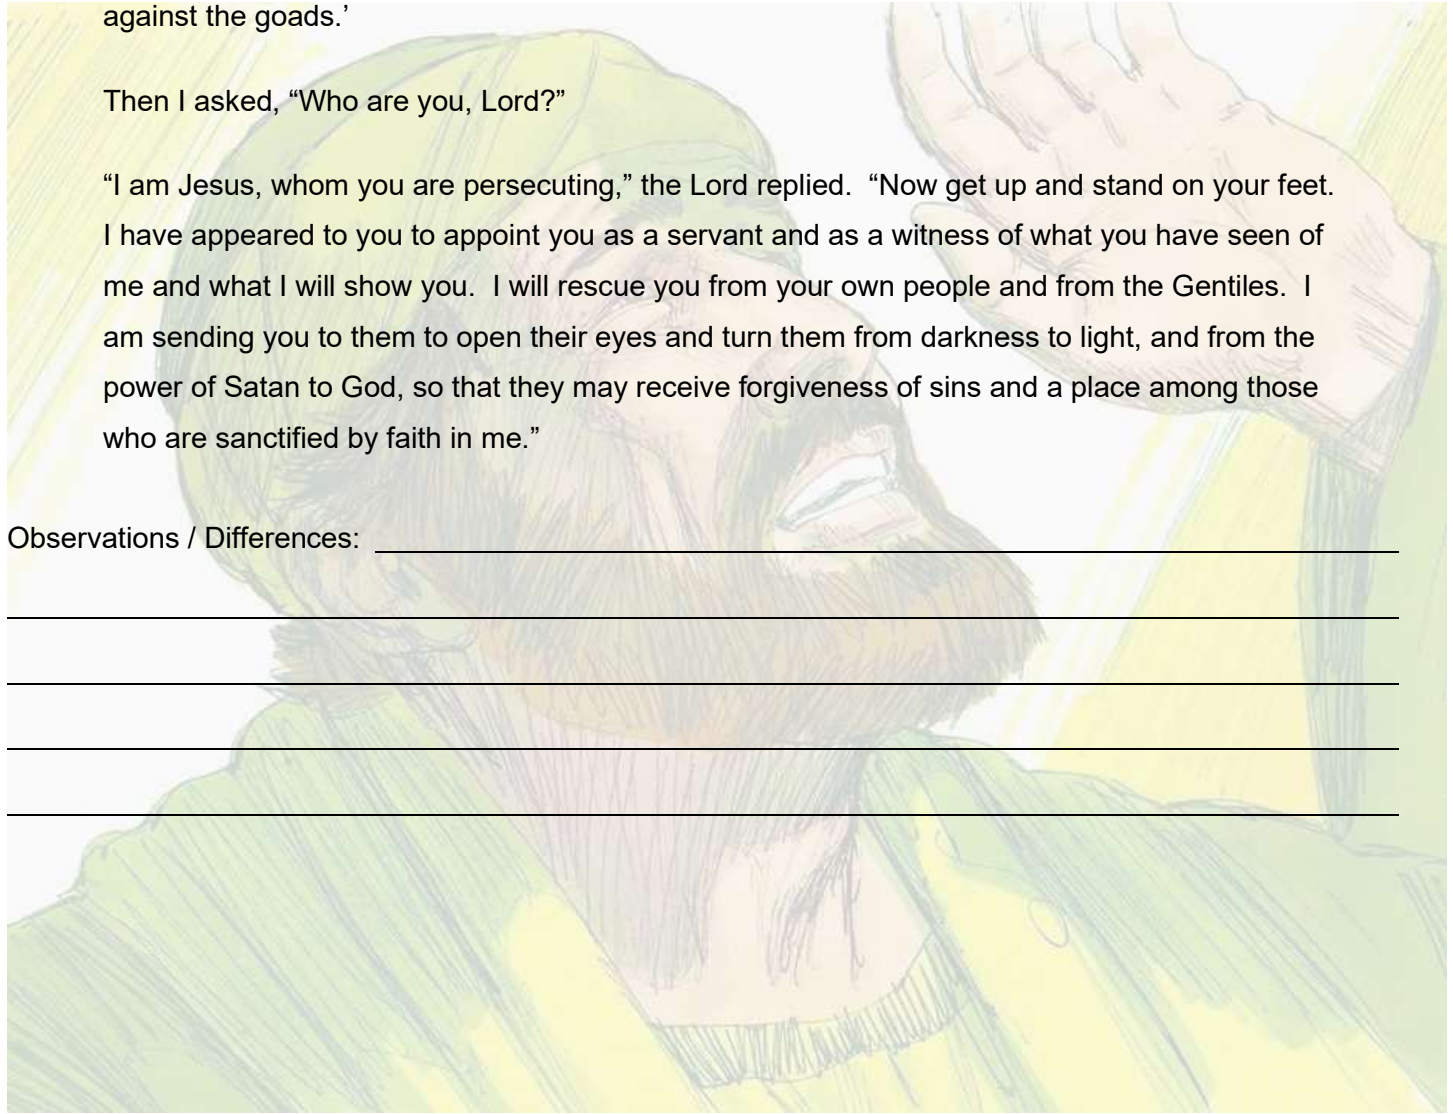 against the goads.’
Then I asked, “Who are you, Lord?”
“I am Jesus, whom you are persecuting,” the Lord replied.  “Now get up and stand on your feet.
I have appeared to you to appoint you as a servant and as a witness of what you have seen of
me and what I will show you.  I will rescue you from your own people and from the Gentiles.  I
am sending you to them to open their eyes and turn them from darkness to light, and from the
power of Satan to God, so that they may receive forgiveness of sins and a place among those
who are sanctified by faith in me.”
Observations / Differences: